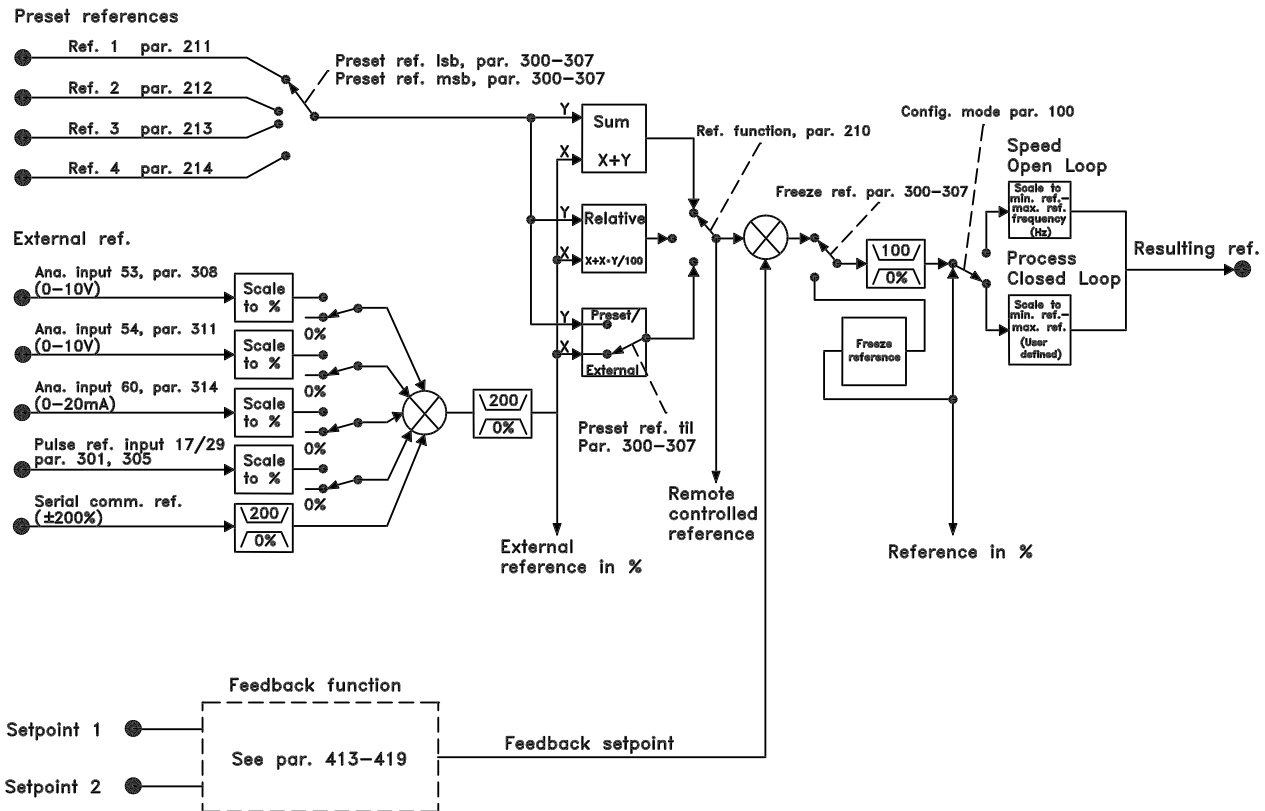 Preset references
Ref. 1 par. 211
Ref. 2 par. 212
Ref. 3 par. 213
Ref. 4 par. 214
Preset ref. lsb, par. 300-307
Preset ref. msb, par. 300-307
External ref.
Ana. input 53, par. 308
(0-10V)
Ana. input 54, par. 311
(0-10V)
Ana. input 60, par. 314
(0-20mA)
Pulse ref. input 17/29
par. 301, 305
Serial comm. ref.
(±200%)
Scale
to %
0%
Scale
to %
0%
Scale
to %
0%
Scale
to %
0%
200
0%
200
0%
Y
X
Sum
X+Y
Y
X
Relative
X+X·Y/100
Y
X
Preset/
External
Preset ref. til
Par. 300-307
External
reference in %
Ref. function, par. 210
Remote
controlled
reference
Freeze ref. par. 300-307
100
0%
Freeze
reference
Config. mode par. 100
Reference in %
Speed
Open Loop
Scale to
min. ref.-
max. ref.
frequency
(Hz)
Process
Closed Loop
Scale to
min. ref.-
max. ref.
(User
defined)
Resulting ref.
Feedback function
Setpoint 1
Setpoint 2
See par. 413-419
Feedback setpoint